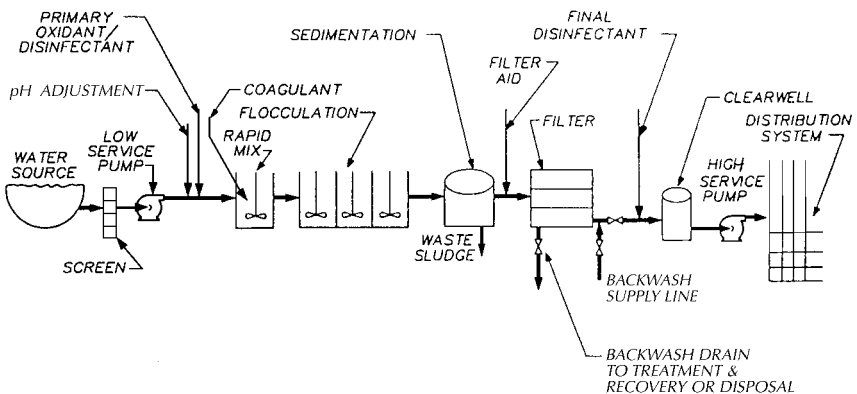 PRIMARY
OXIDANT/
DISINFECTANT
pH ADJUSTMENT
COAGULANT
FLOCCULATION
RAPID
MIX
LOW
SERVICE
PUMP
WATER
SOURCE
SCREEN
SEDIMENTATION
WASTE
SLUDGE
FILTER
AID
FILTER
FINAL
DISINFECTANT
CLEARWELL
DISTRIBUTION
SYSTEM
HIGH
SERVICE
PUMP
BACKWASH
SUPPLY LINE
BACKWASH DRAIN
TO TREATMENT &
RECOVERY OR DISPOSAL